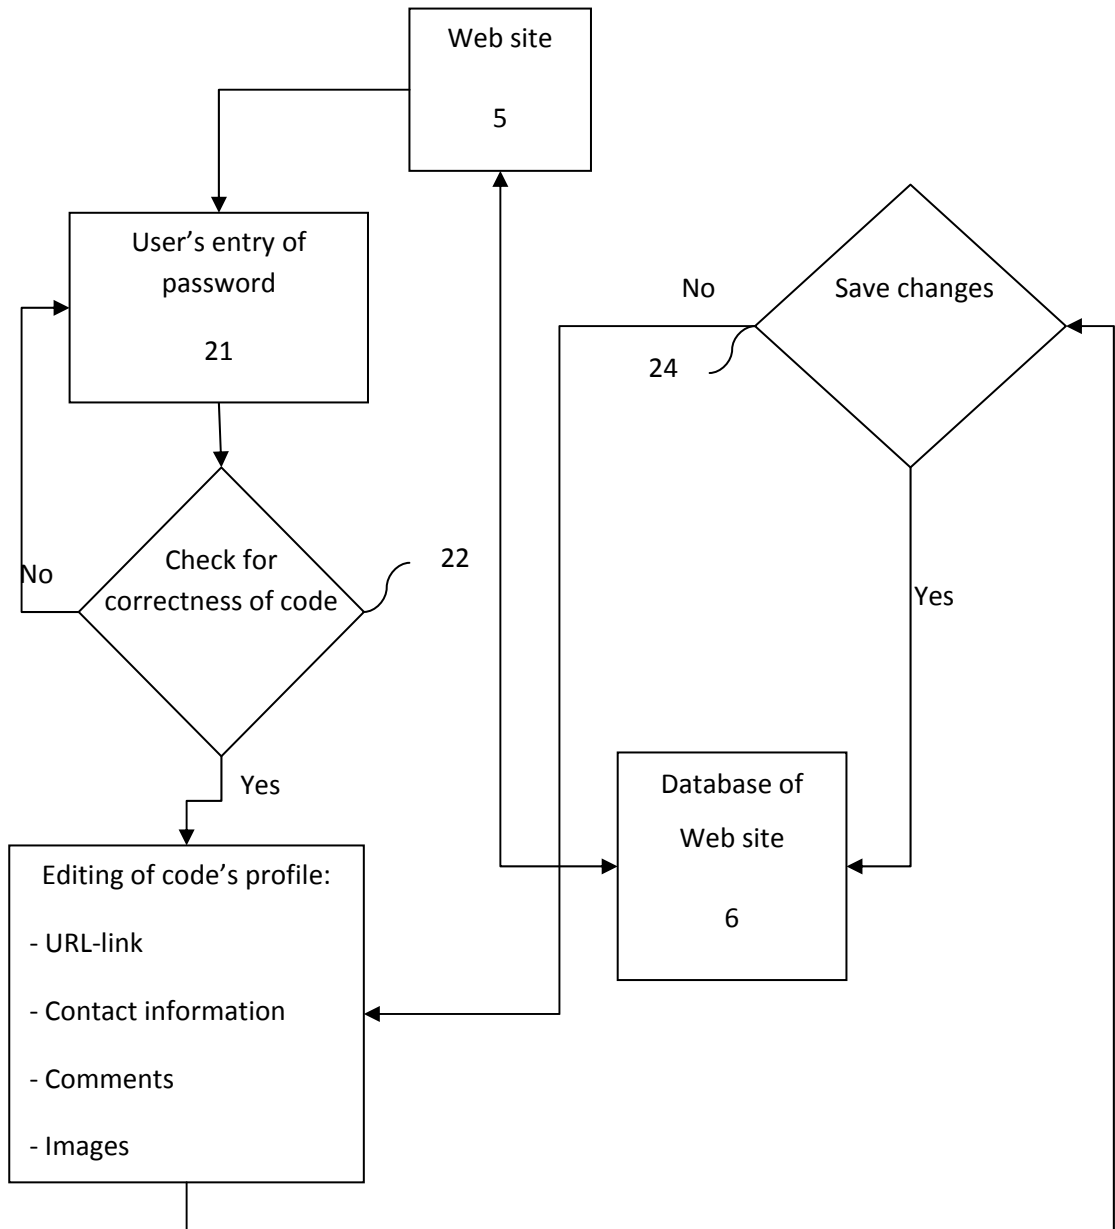 Web site
5
User’s entry of
password
21
No
Save changes
24
Check for
correctness of code
22
No
Yes
Yes
Database of
Web site
6
Editing of code’s profile:
- URL-link
- Contact information
- Comments
- Images